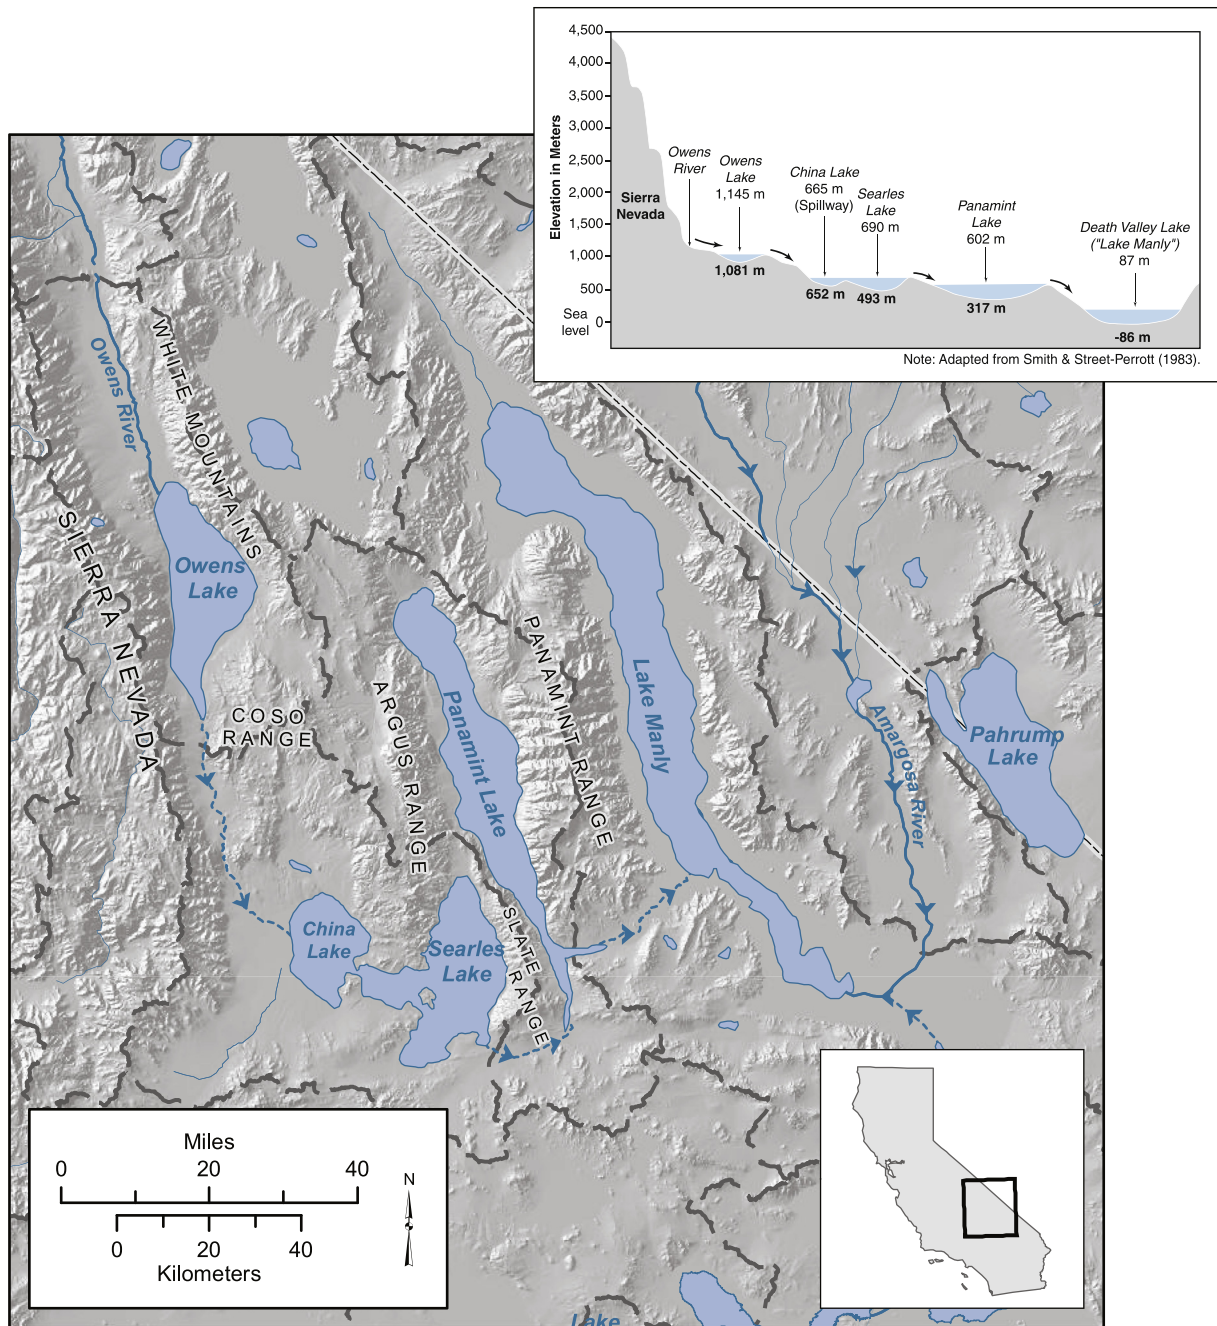 4,500
4,000
3,500
3,000
2,500
2,000
1,500
1,000
500
0
Sea
level
Elevation in Meters
Sierra
Nevada
Owens
River
Owens
Lake
1,145 m
China Lake
665 m
(Spillway)
Searles
Lake
690 m
Panamint
Lake
602 m
Death Valley Lake
("Lake Manly")
87 m
1,081 m
652 m
493 m
317 m
-86 m
Note: Adapted from Smith & Street-Perrott (1983).
Owens River
WHITE MOUNTAINS
SIERRA NEVADA
Owens
Lake
COSO
RANGE
ARGUS RANGE
Panamint Lake
PANAMINT RANGE
Lake Manly
Amargosa River
Pahrump
Lake
China
Lake
Searles
Lake
SLATE RANGE
Miles
0 20 40
0 20 40
Kilometers
N
Lake